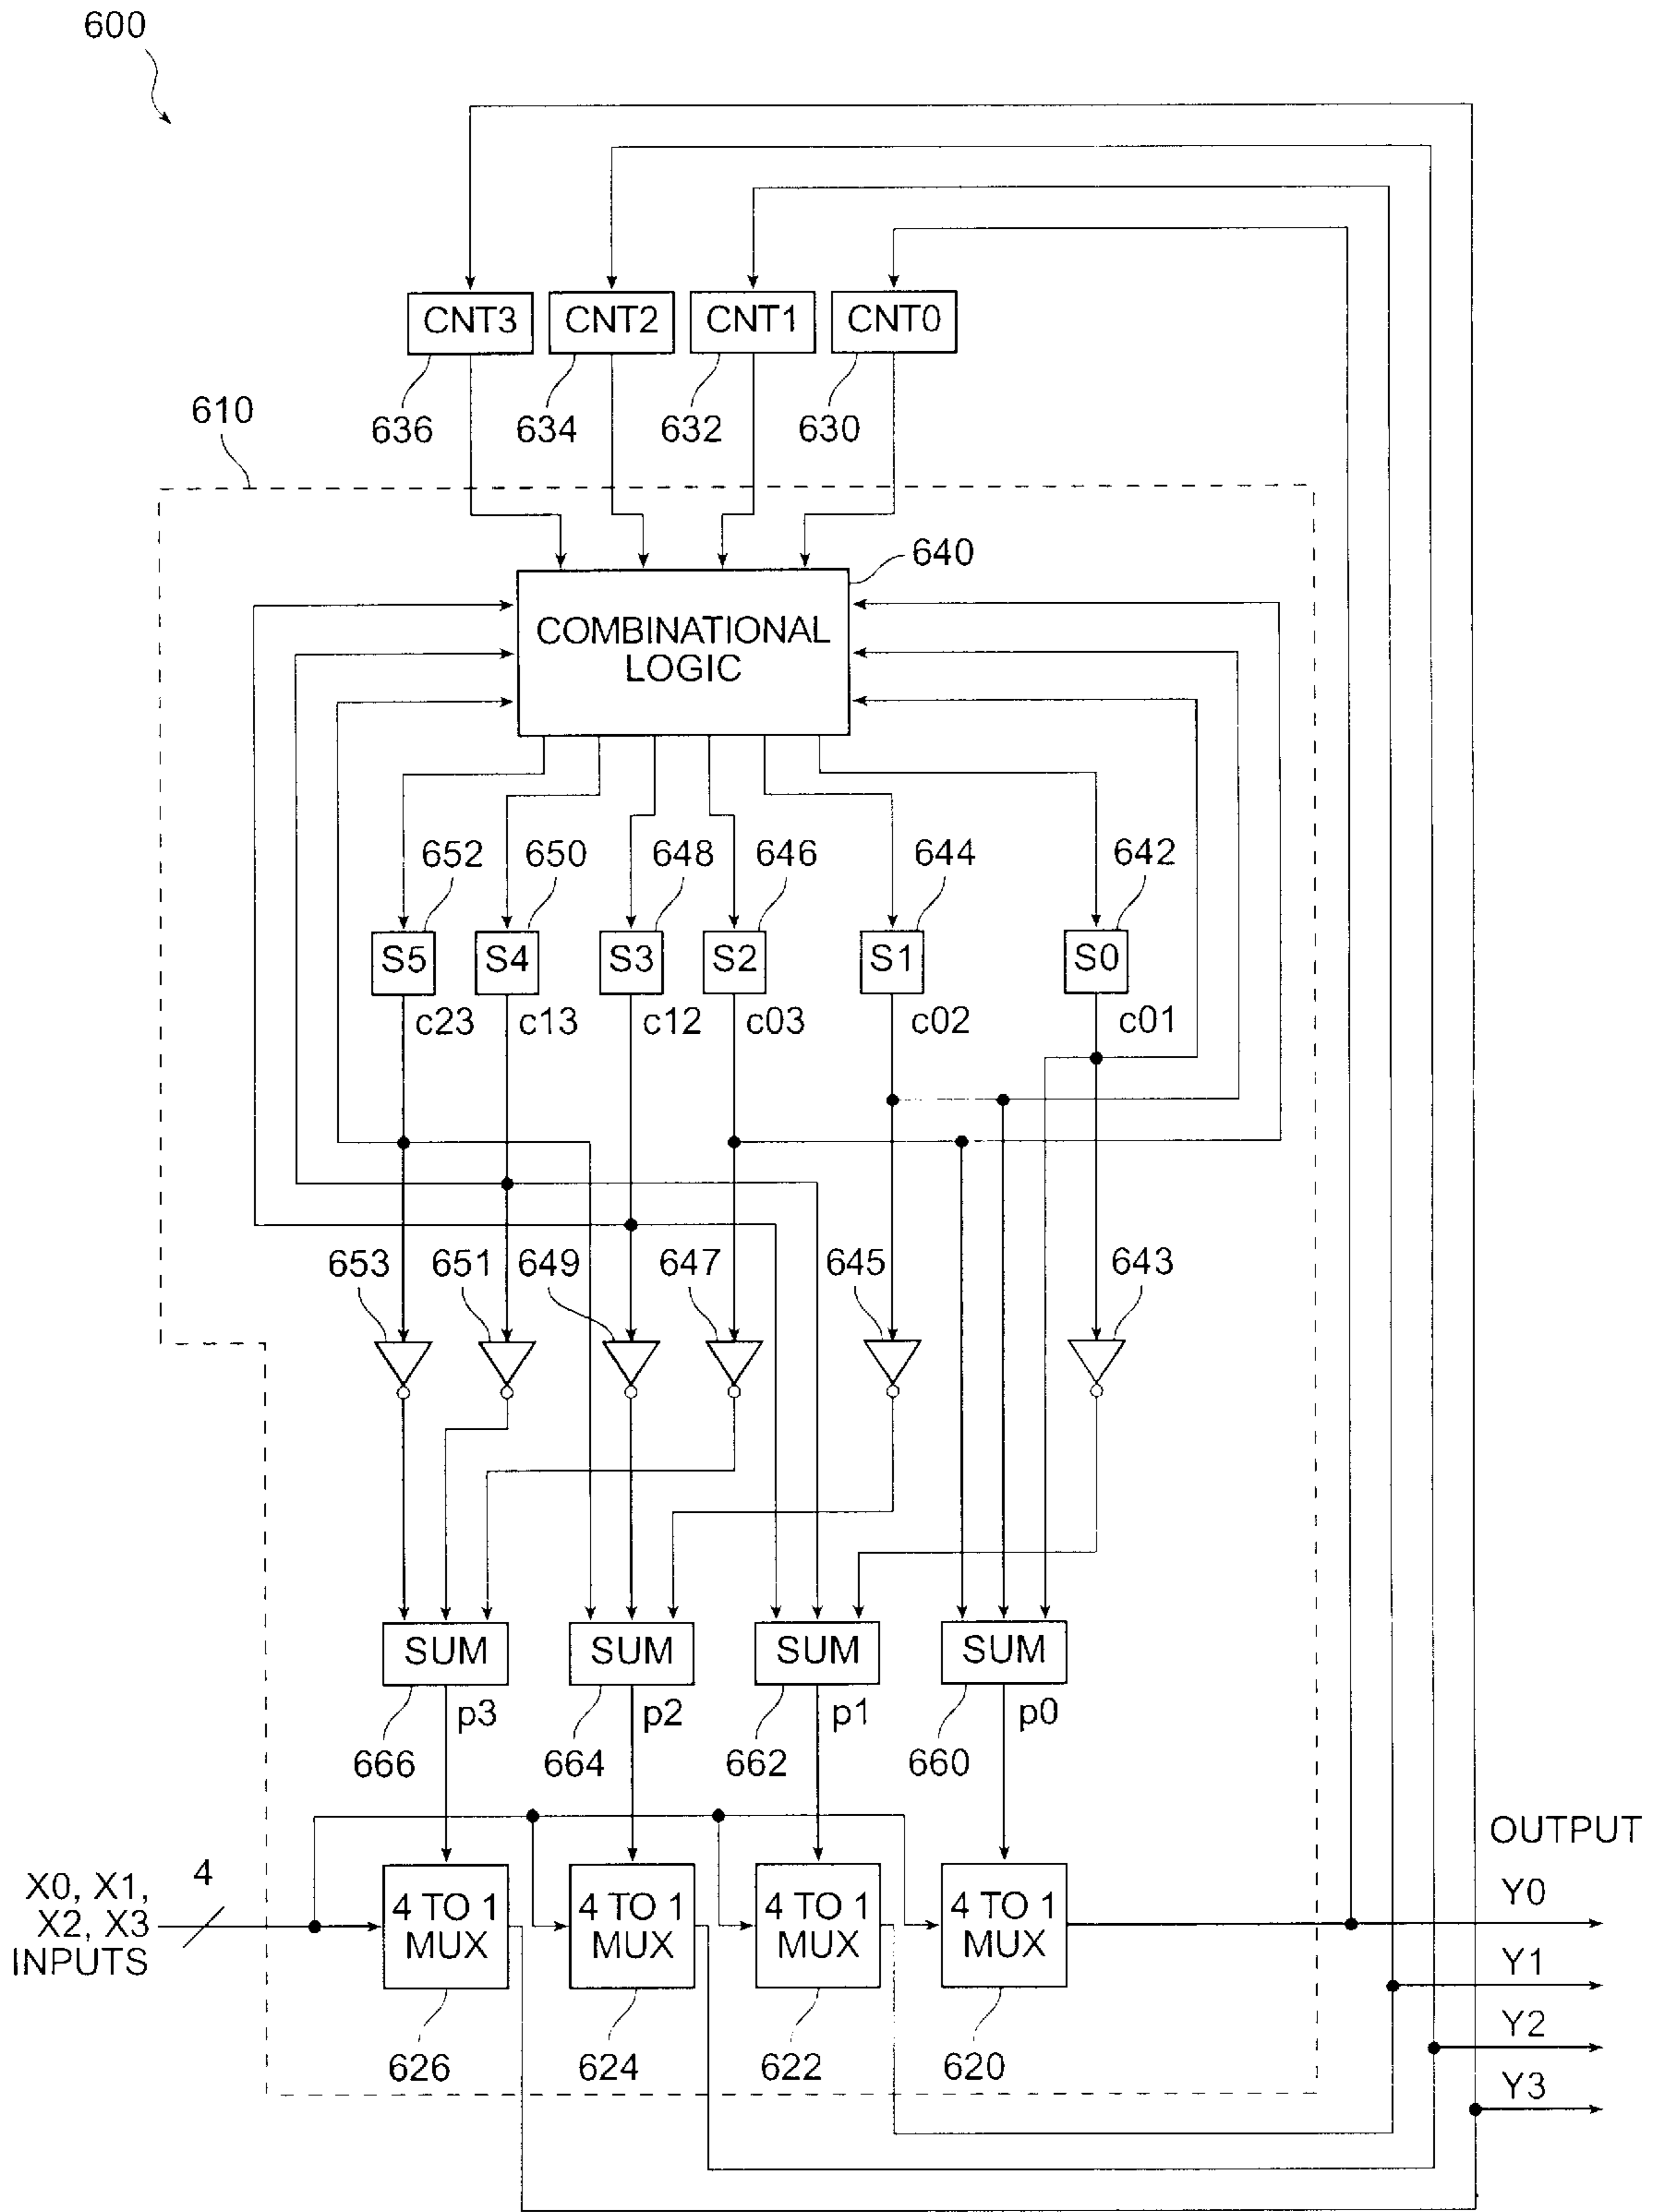 600
CNT3 CNT2 CNT1 CNT0
636 634 632 630
610
640
COMBINATIONAL
LOGIC
652 650 648 646 644 642
S5 S4 S3 S2 S1 S0
c23 c13 c12 c03 c02 c01
653 651 649 647 645 643
SUM SUM SUM SUM
p3 p2 p1 p0
666 664 662 660
OUTPUT
X0, X1,
X2, X3
INPUTS
4
4 TO 1
MUX
4 TO 1
MUX
4 TO 1
MUX
4 TO 1
MUX
Y0
Y1
Y2
Y3
626 624 622 620